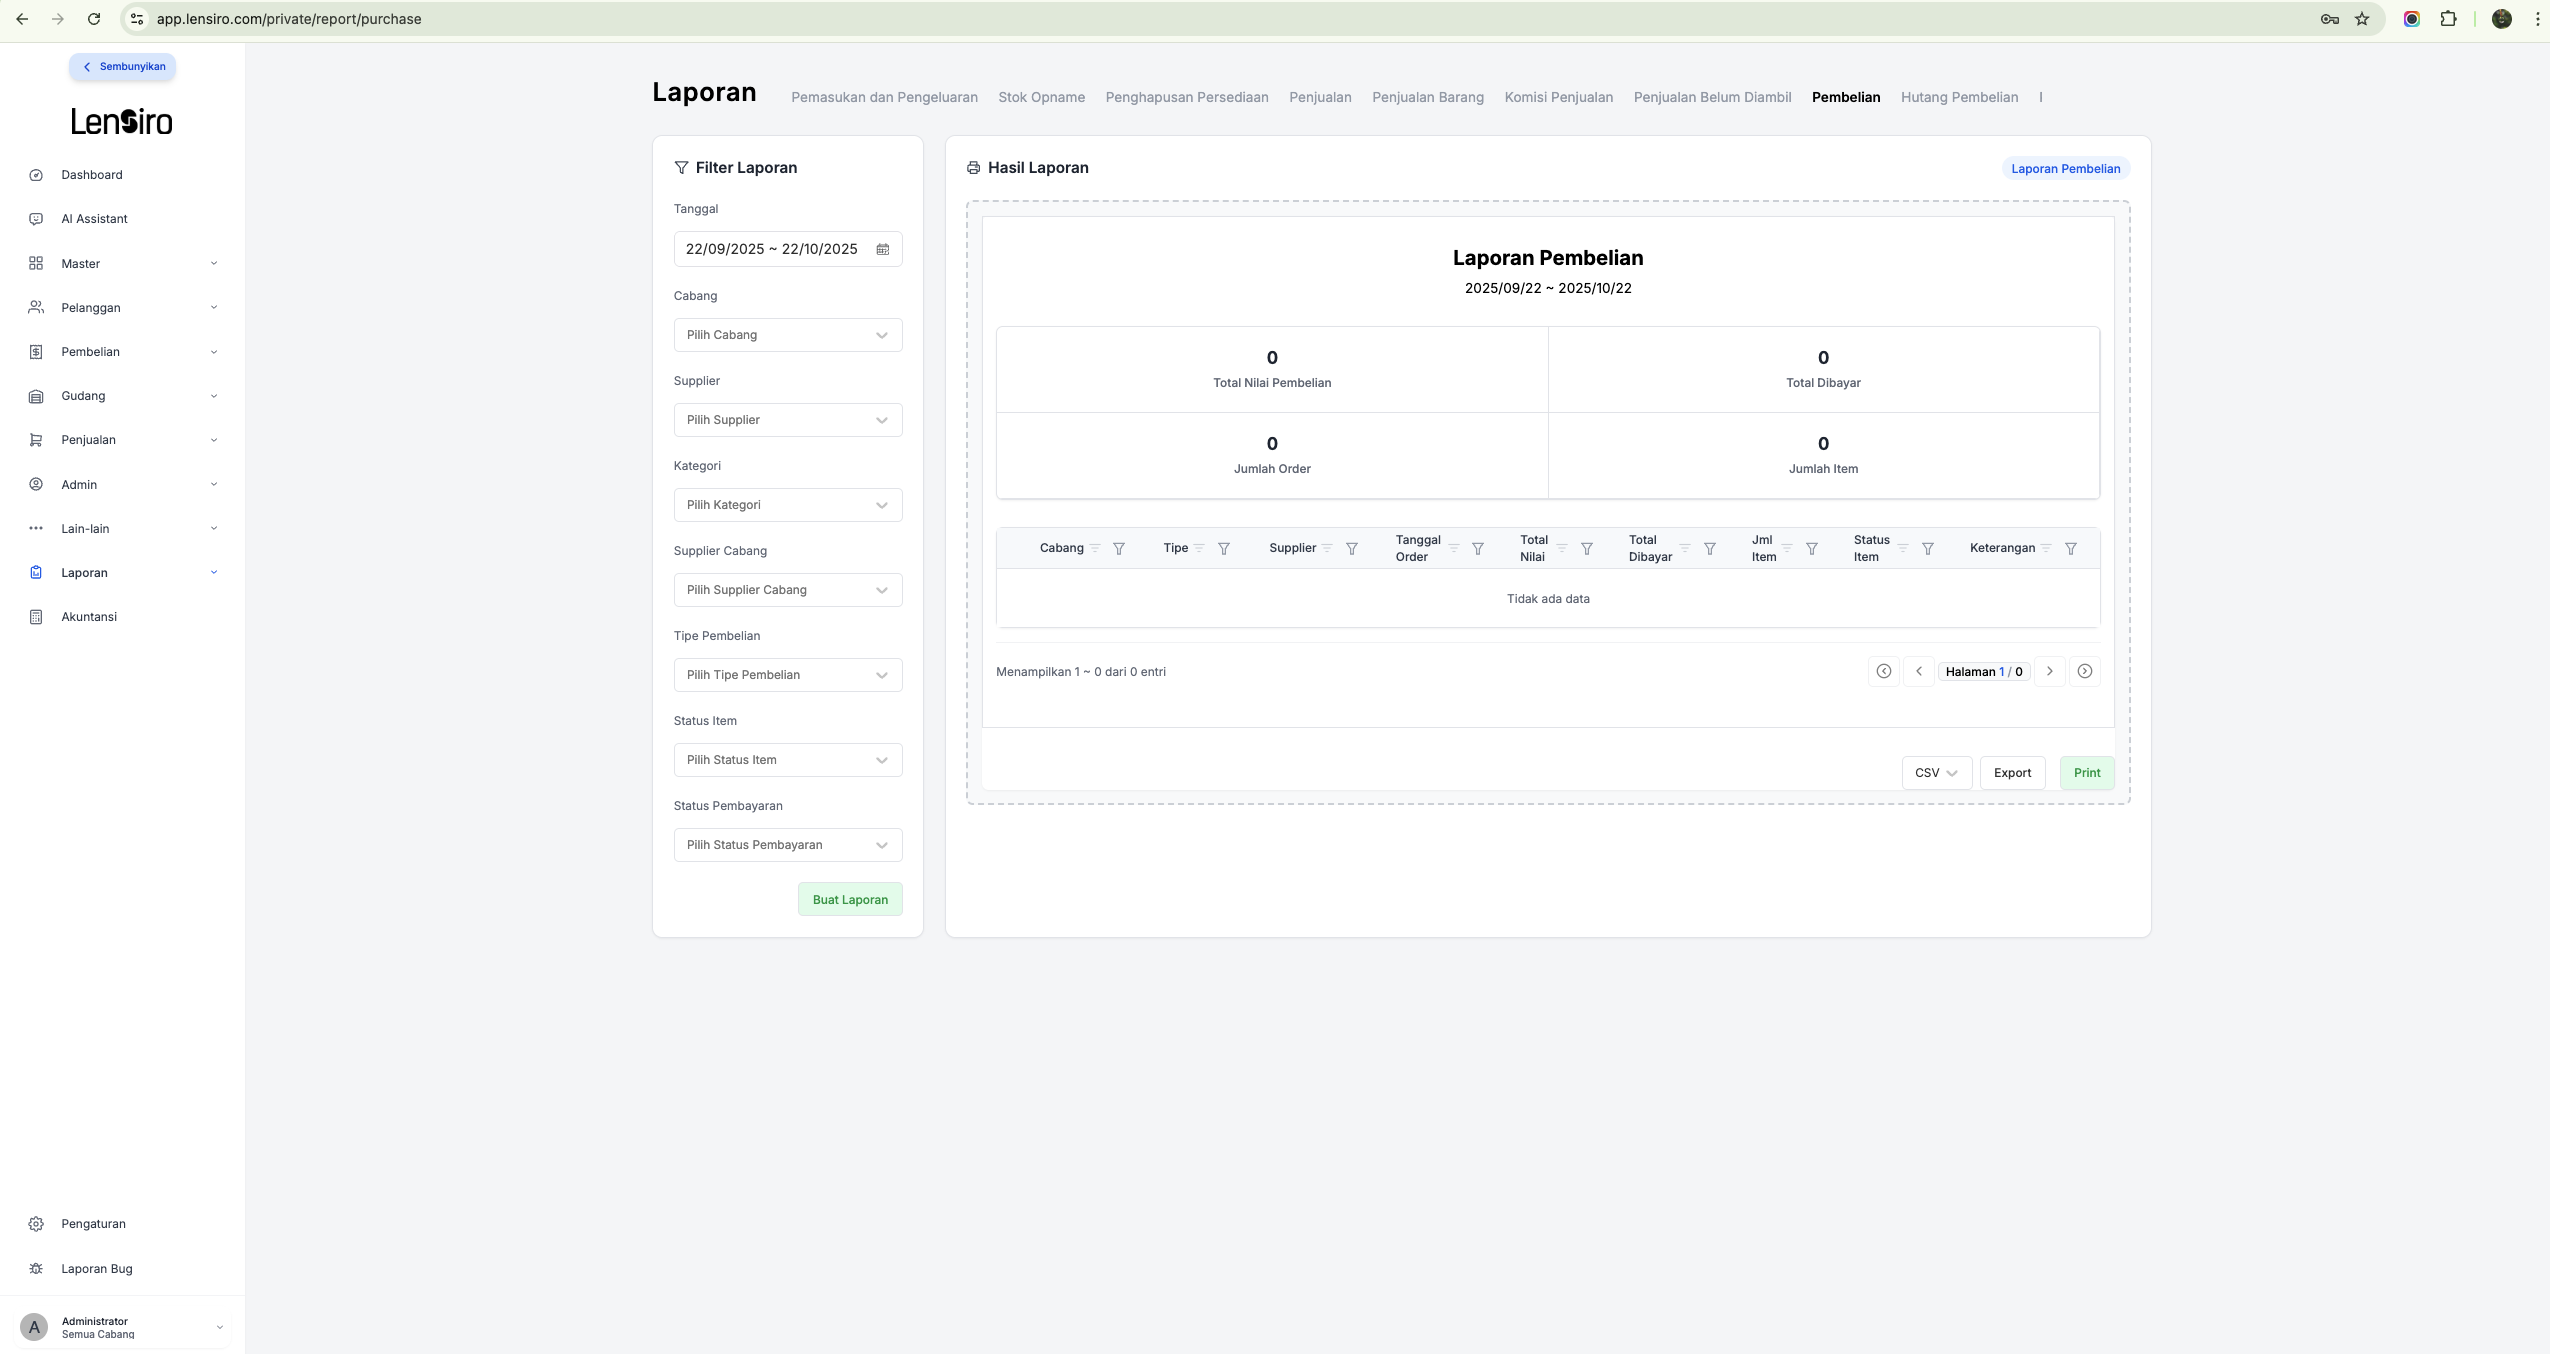 app.lensiro.com/private/report/purchase
Sembunyikan
LenSiro
Dashboard
AI Assistant
Master
Pelanggan
Pembelian
Gudang
Penjualan
Admin
Lain-lain
Laporan
Akuntansi
Pengaturan
Laporan Bug
A
Administrator
Semua Cabang
Laporan
Pemasukan dan Pengeluaran
Stok Opname
Penghapusan Persediaan
Penjualan
Penjualan Barang
Komisi Penjualan
Penjualan Belum Diambil
Pembelian
Hutang Pembelian
Filter Laporan
Tanggal
22/09/2025 ~ 22/10/2025
Cabang
Pilih Cabang
Supplier
Pilih Supplier
Kategori
Pilih Kategori
Supplier Cabang
Pilih Supplier Cabang
Tipe Pembelian
Pilih Tipe Pembelian
Status Item
Pilih Status Item
Status Pembayaran
Pilih Status Pembayaran
Buat Laporan
Hasil Laporan
Laporan Pembelian
Laporan Pembelian
2025/09/22 ~ 2025/10/22
0
Total Nilai Pembelian
0
Total Dibayar
0
Jumlah Order
0
Jumlah Item
Cabang
Tipe
Supplier
Tanggal
Order
Total
Nilai
Total
Dibayar
Jml
Item
Status
Item
Keterangan
Tidak ada data
Menampilkan 1 ~ 0 dari 0 entri
Halaman 1 / 0
CSV
Export
Print